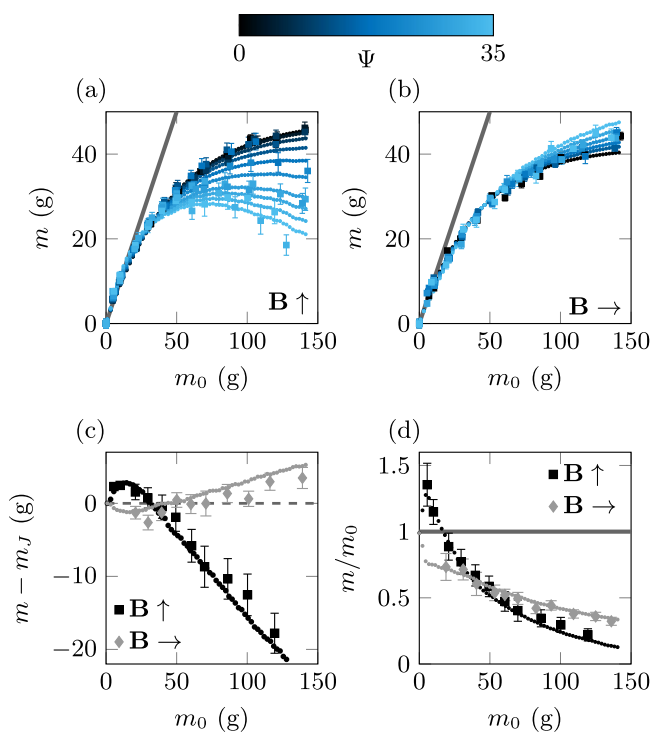 0 35
Ψ
(a) (b)
m (g)
40
20
0
B ↑
0 50 100 150
m₀ (g)
m (g)
40
20
0
B →
0 50 100 150
m₀ (g)
(c) (d)
m − m_J (g)
0
−10
−20
B ↑
B →
0 50 100 150
m₀ (g)
m/m₀
1.5
1
0.5
0
B ↑
B →
0 50 100 150
m₀ (g)